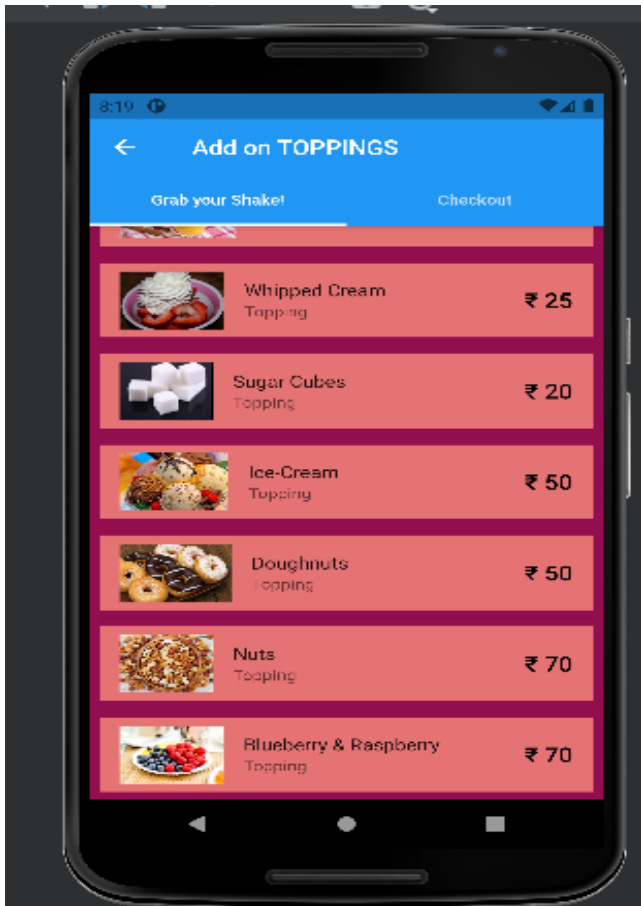 8:19
Add on TOPPINGS
Grab your Shake! Checkout
Whipped Cream
Topping
₹ 25
Sugar Cubes
Topping
₹ 20
Ice-Cream
Topping
₹ 50
Doughnuts
Topping
₹ 50
Nuts
Topping
₹ 70
Blueberry & Raspberry
Topping
₹ 70